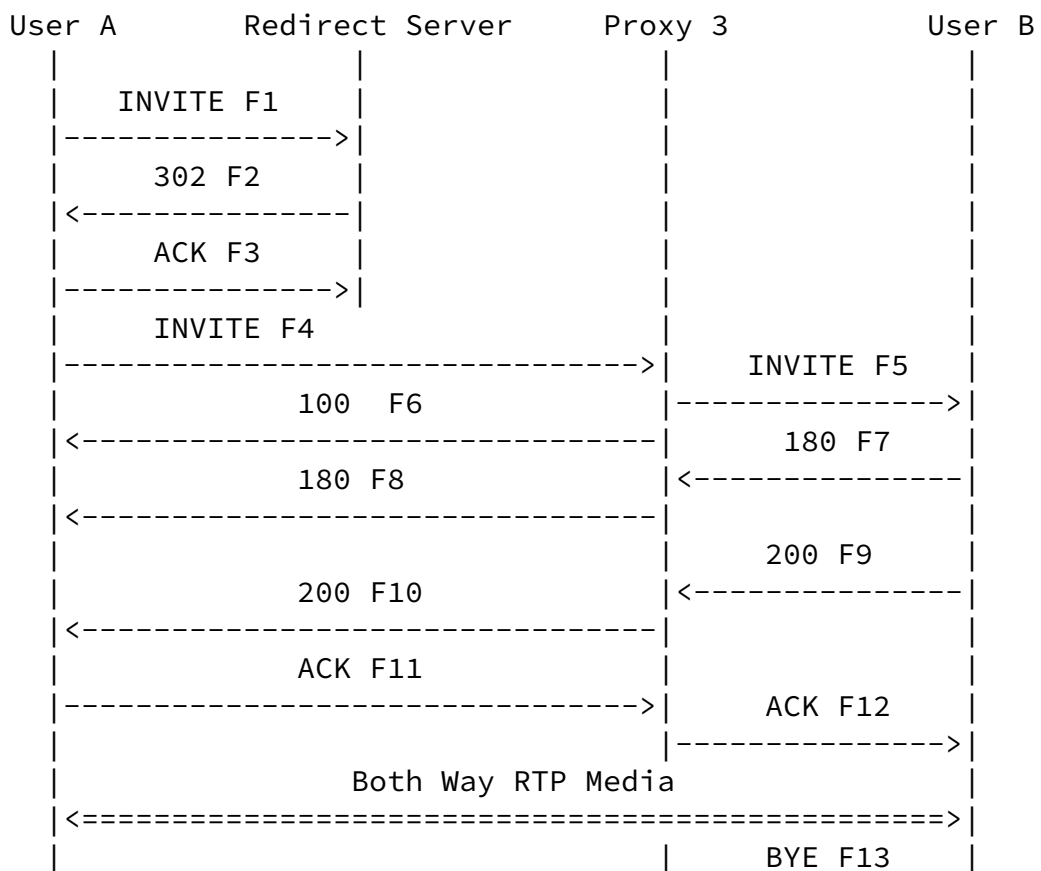 User A Redirect Server Proxy 3 User B
INVITE F1
302 F2
ACK F3
INVITE F4
INVITE F5
100 F6
180 F7
180 F8
200 F9
200 F10
ACK F11
ACK F12
Both Way RTP Media
BYE F13